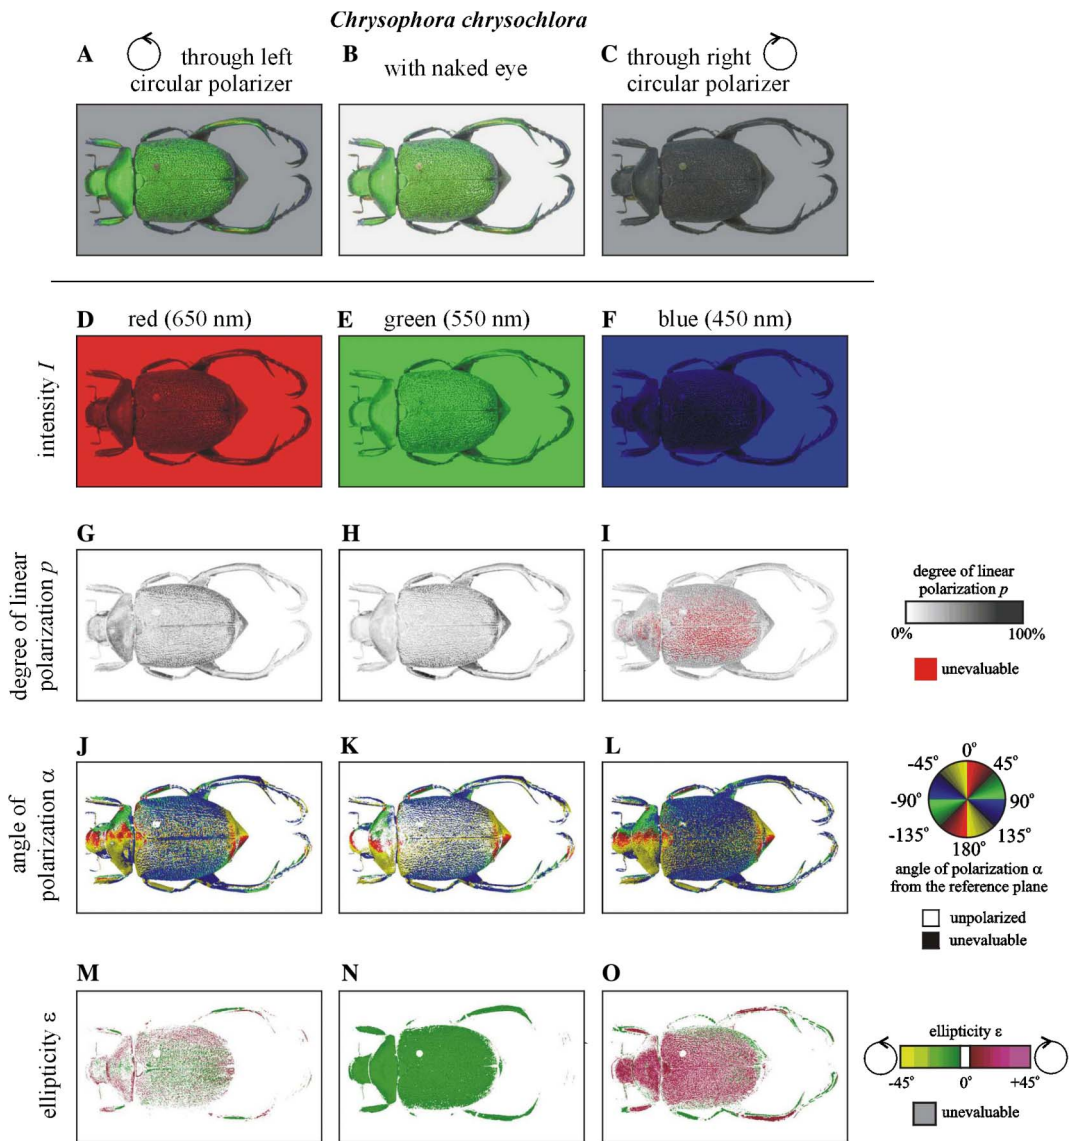 Chrysophora chrysochlora
A through left
circular polarizer
B
with naked eye
C through right
circular polarizer
D red (650 nm)
E green (550 nm)
F blue (450 nm)
intensity I
G
H
I
degree of linear
polarization p
degree of linear
polarization p
0% 100%
unevaluable
J
K
L
angle of
polarization α
0°
-45° 45°
-90° 90°
-135° 135°
180°
angle of polarization α
from the reference plane
unpolarized
unevaluable
M
N
O
ellipticity ε
ellipticity ε
-45° 0° +45°
unevaluable